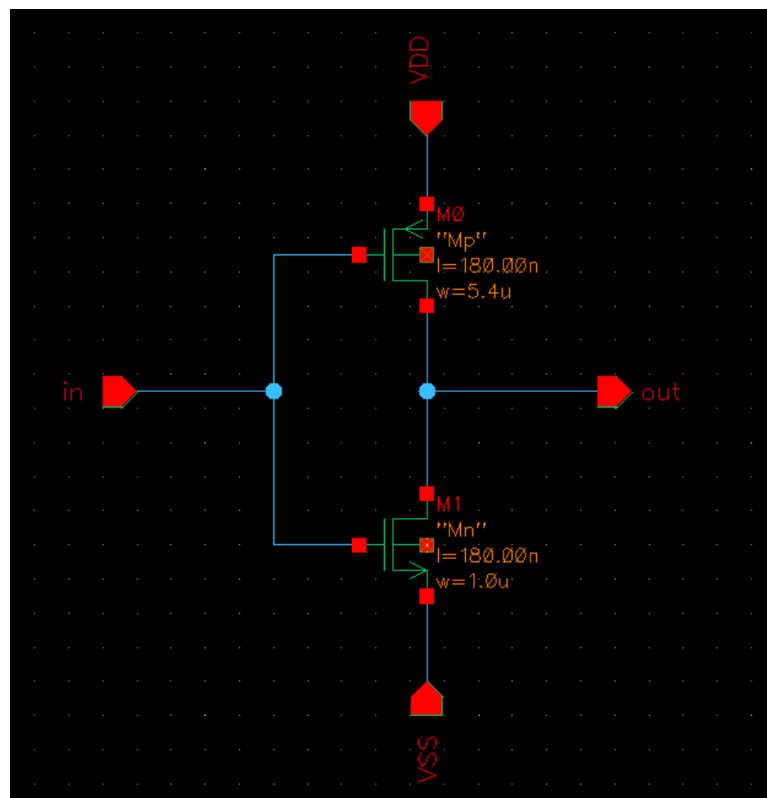 VDD
M0
"Mp"
l=180.00n
w=5.4u
in
out
M1
"Mn"
l=180.00n
w=1.0u
VSS